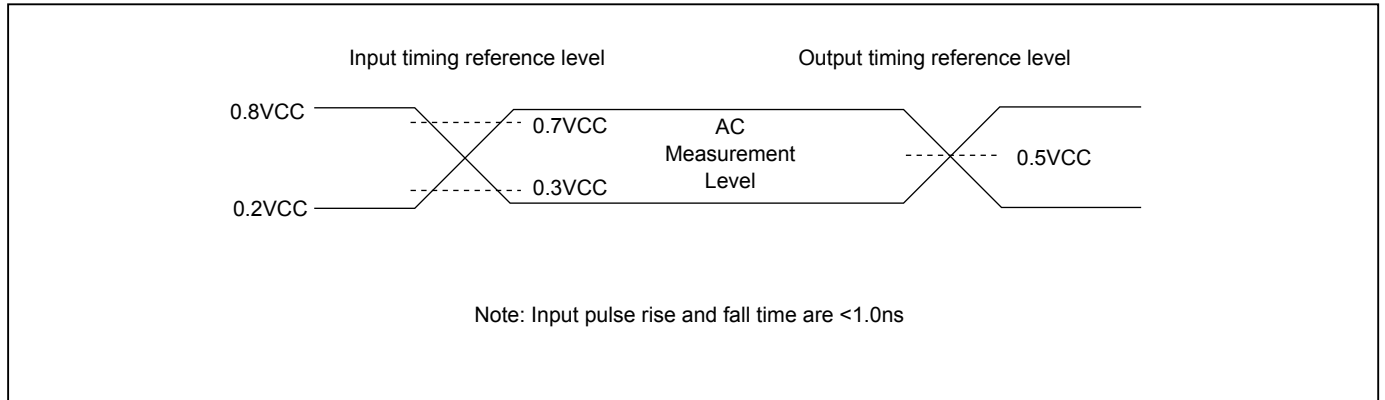 Input timing reference level
Output timing reference level
0.8VCC
0.7VCC
AC
Measurement
Level
0.5VCC
0.3VCC
0.2VCC
Note: Input pulse rise and fall time are <1.0ns